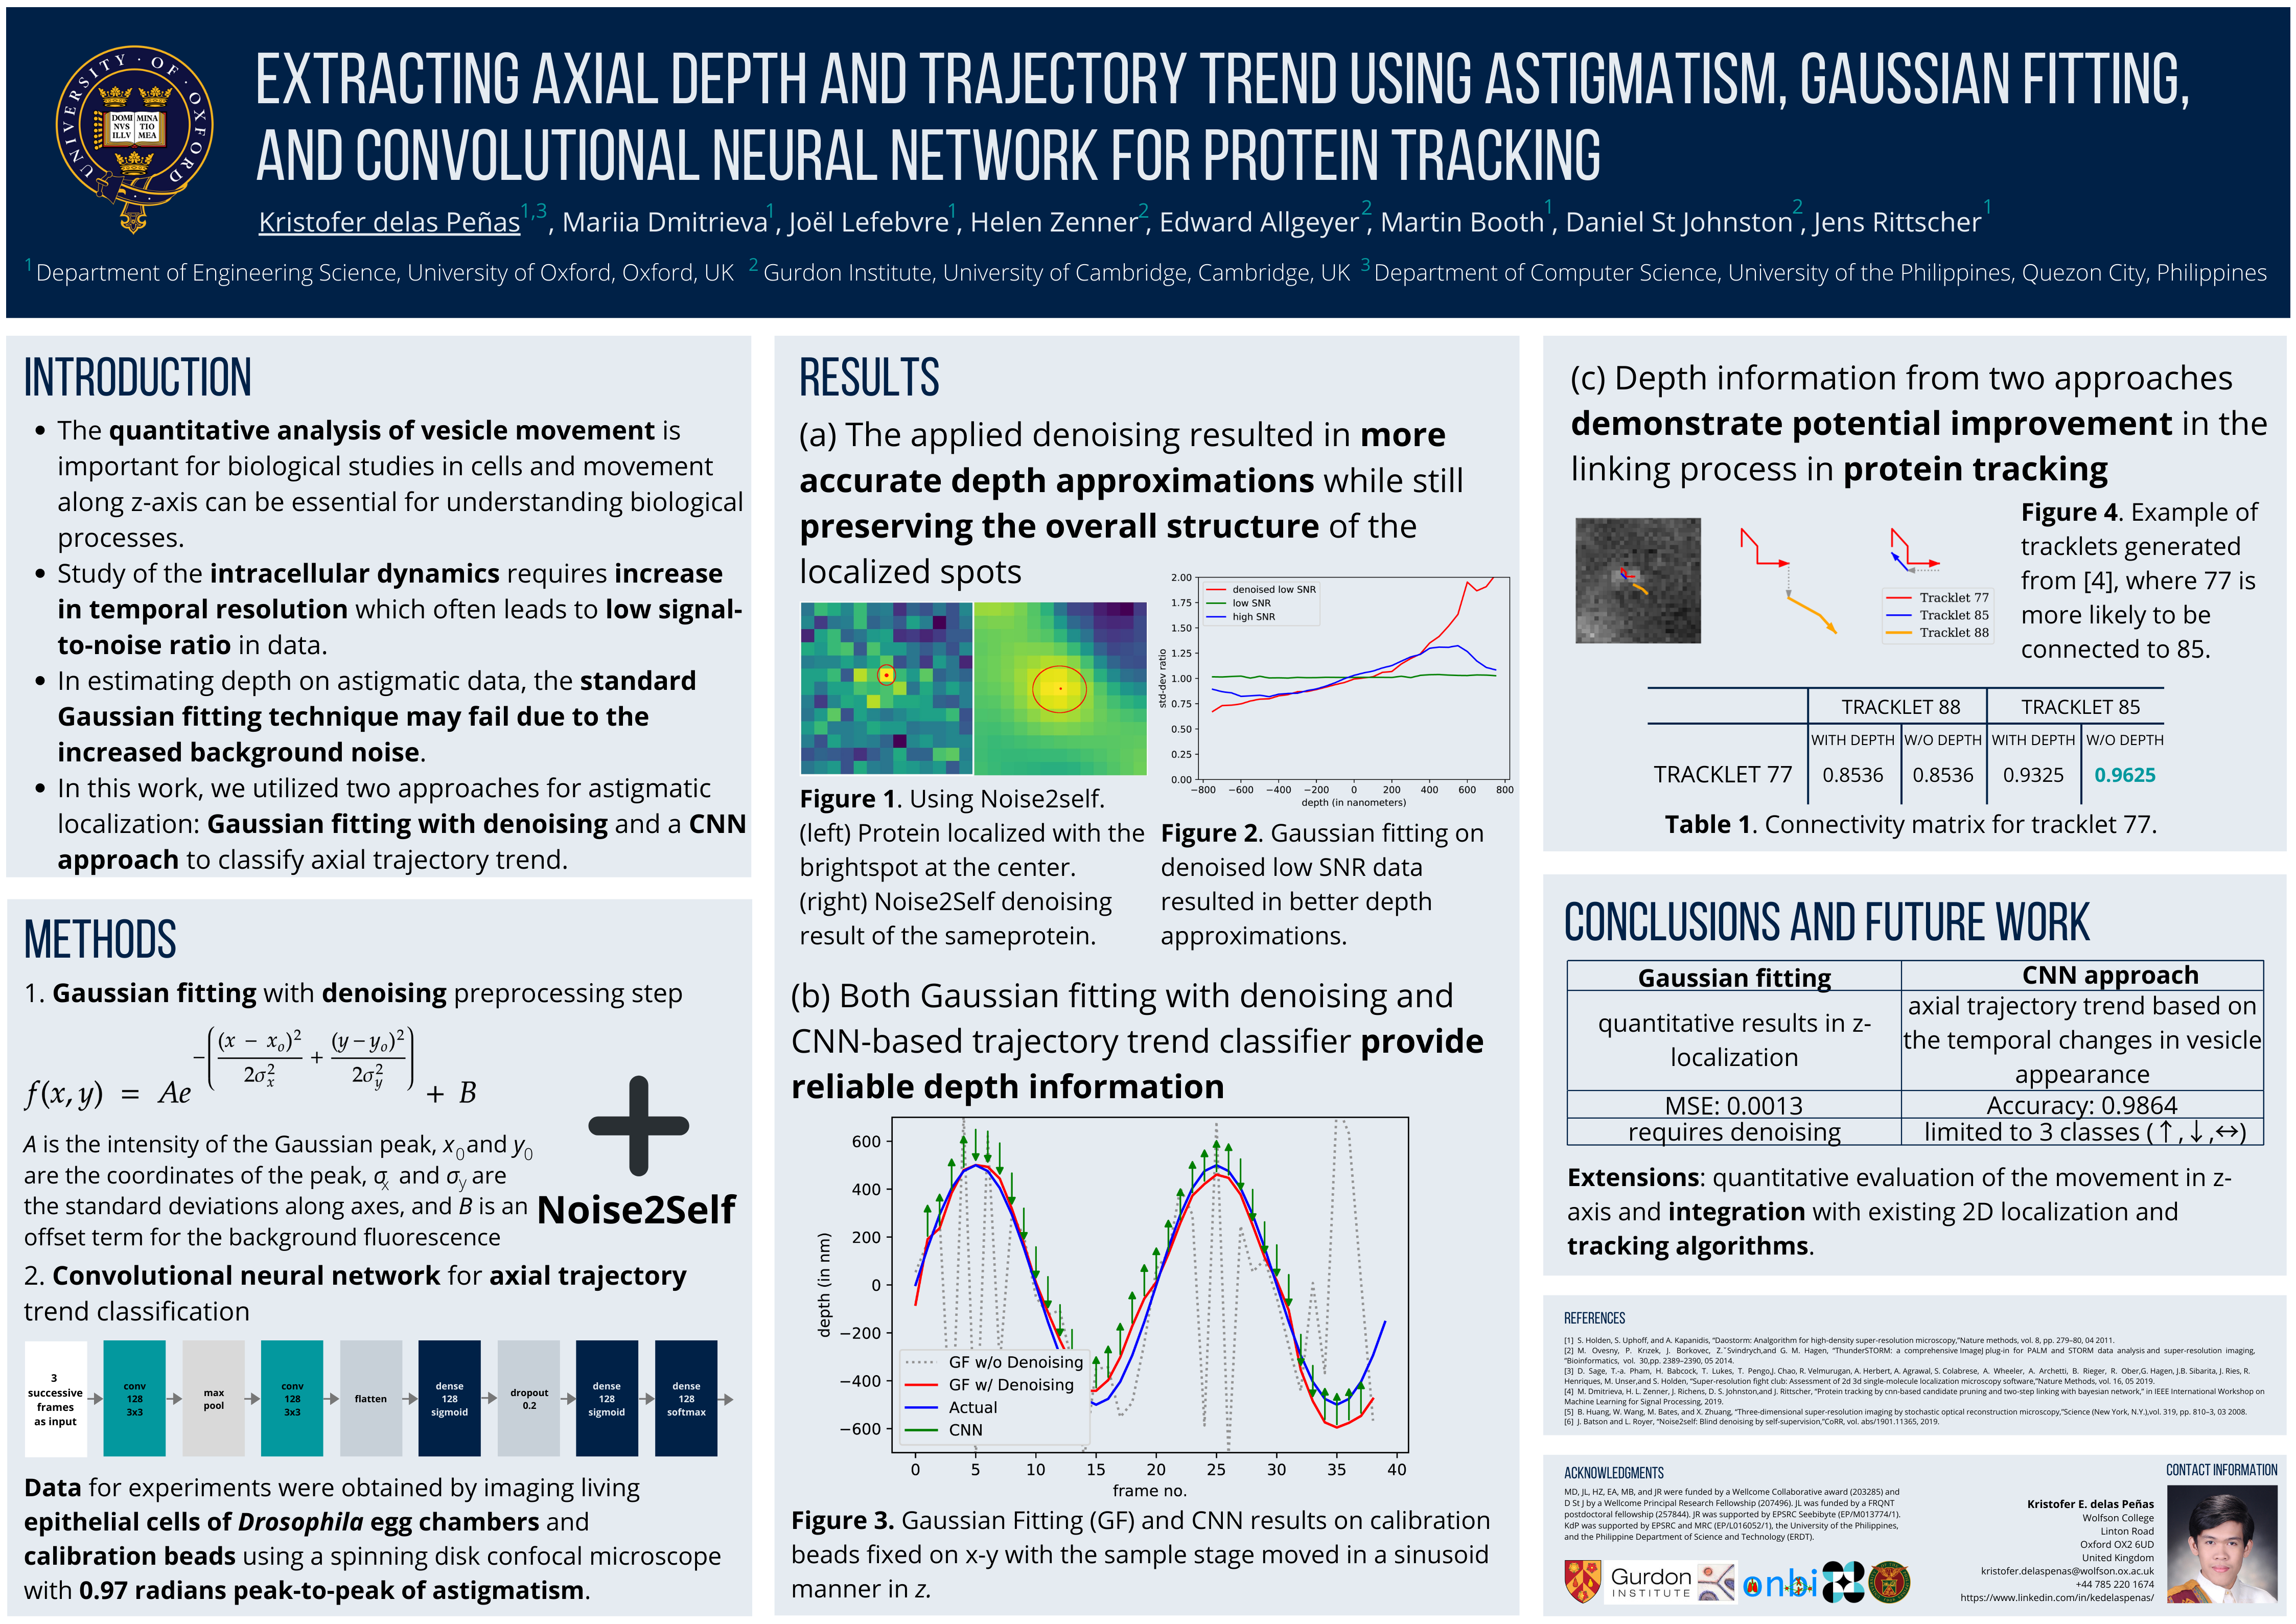 UNIVERSITY · OF · OXFORD
DOMI MINA
NVS TIO
ILLV MEA
EXTRACTING AXIAL DEPTH AND TRAJECTORY TREND USING ASTIGMATISM, GAUSSIAN FITTING,
AND CONVOLUTIONAL NEURAL NETWORK FOR PROTEIN TRACKING
Kristofer delas Peñas1,3, Mariia Dmitrieva1, Joël Lefebvre1, Helen Zenner2, Edward Allgeyer2, Martin Booth1, Daniel St Johnston2, Jens Rittscher1
1 Department of Engineering Science, University of Oxford, Oxford, UK 2 Gurdon Institute, University of Cambridge, Cambridge, UK 3 Department of Computer Science, University of the Philippines, Quezon City, Philippines
INTRODUCTION
• The quantitative analysis of vesicle movement is
important for biological studies in cells and movement
along z-axis can be essential for understanding biological
processes.
• Study of the intracellular dynamics requires increase
in temporal resolution which often leads to low signal-
to-noise ratio in data.
• In estimating depth on astigmatic data, the standard
Gaussian fitting technique may fail due to the
increased background noise.
• In this work, we utilized two approaches for astigmatic
localization: Gaussian fitting with denoising and a CNN
approach to classify axial trajectory trend.
METHODS
1. Gaussian fitting with denoising preprocessing step
f(x,y) = Ae^−((x − x_o)²/2σ_x² + (y−y_o)²/2σ_y²) + B
A is the intensity of the Gaussian peak, x0 and y0
are the coordinates of the peak, σx and σy are
the standard deviations along axes, and B is an
offset term for the background fluorescence
+
Noise2Self
2. Convolutional neural network for axial trajectory
trend classification
3
successive
frames
as input
conv
128
3x3
max
pool
conv
128
3x3
flatten
dense
128
sigmoid
dropout
0.2
dense
128
sigmoid
dense
128
softmax
Data for experiments were obtained by imaging living
epithelial cells of Drosophila egg chambers and
calibration beads using a spinning disk confocal microscope
with 0.97 radians peak-to-peak of astigmatism.
RESULTS
(a) The applied denoising resulted in more
accurate depth approximations while still
preserving the overall structure of the
localized spots
Figure 1. Using Noise2self.
(left) Protein localized with the
brightspot at the center.
(right) Noise2Self denoising
result of the sameprotein.
denoised low SNR
low SNR
high SNR
std-dev ratio
2.00
1.75
1.50
1.25
1.00
0.75
0.50
0.25
0.00
−800 −600 −400 −200 0 200 400 600 800
depth (in nanometers)
Figure 2. Gaussian fitting on
denoised low SNR data
resulted in better depth
approximations.
(b) Both Gaussian fitting with denoising and
CNN-based trajectory trend classifier provide
reliable depth information
depth (in nm)
600
400
200
0
−200
−400
−600
GF w/o Denoising
GF w/ Denoising
Actual
CNN
0 5 10 15 20 25 30 35 40
frame no.
Figure 3. Gaussian Fitting (GF) and CNN results on calibration
beads fixed on x-y with the sample stage moved in a sinusoid
manner in z.
(c) Depth information from two approaches
demonstrate potential improvement in the
linking process in protein tracking
Tracklet 77
Tracklet 85
Tracklet 88
Figure 4. Example of
tracklets generated
from [4], where 77 is
more likely to be
connected to 85.
TRACKLET 88 TRACKLET 85
WITH DEPTH W/O DEPTH WITH DEPTH W/O DEPTH
TRACKLET 77 0.8536 0.8536 0.9325 0.9625
Table 1. Connectivity matrix for tracklet 77.
CONCLUSIONS AND FUTURE WORK
Gaussian fitting
CNN approach
quantitative results in z-
localization
axial trajectory trend based on
the temporal changes in vesicle
appearance
MSE: 0.0013
Accuracy: 0.9864
requires denoising
limited to 3 classes (↑,↓,↔)
Extensions: quantitative evaluation of the movement in z-
axis and integration with existing 2D localization and
tracking algorithms.
REFERENCES
[1] S. Holden, S. Uphoff, and A. Kapanidis, “Daostorm: Analgorithm for high-density super-resolution microscopy,”Nature methods, vol. 8, pp. 279–80, 04 2011.
[2] M. Ovesny, P. Krızek, J. Borkovec, Z.ˇSvindrych,and G. M. Hagen, “ThunderSTORM: a comprehensive ImageJ plug-in for PALM and STORM data analysis and super-resolution imaging,
”Bioinformatics, vol. 30,pp. 2389–2390, 05 2014.
[3] D. Sage, T.-a. Pham, H. Babcock, T. Lukes, T. Pengo,J. Chao, R. Velmurugan, A. Herbert, A. Agrawal, S. Colabrese, A. Wheeler, A. Archetti, B. Rieger, R. Ober,G. Hagen, J.B. Sibarita, J. Ries, R.
Henriques, M. Unser,and S. Holden, “Super-resolution fight club: Assessment of 2d 3d single-molecule localization microscopy software,”Nature Methods, vol. 16, 05 2019.
[4] M. Dmitrieva, H. L. Zenner, J. Richens, D. S. Johnston,and J. Rittscher, “Protein tracking by cnn-based candidate pruning and two-step linking with bayesian network,” in IEEE International Workshop on
Machine Learning for Signal Processing, 2019.
[5] B. Huang, W. Wang, M. Bates, and X. Zhuang, “Three-dimensional super-resolution imaging by stochastic optical reconstruction microscopy,”Science (New York, N.Y.),vol. 319, pp. 810–3, 03 2008.
[6] J. Batson and L. Royer, “Noise2self: Blind denoising by self-supervision,”CoRR, vol. abs/1901.11365, 2019.
ACKNOWLEDGMENTS
MD, JL, HZ, EA, MB, and JR were funded by a Wellcome Collaborative award (203285) and
D St J by a Wellcome Principal Research Fellowship (207496). JL was funded by a FRQNT
postdoctoral fellowship (257844). JR was supported by EPSRC Seebibyte (EP/M013774/1).
KdP was supported by EPSRC and MRC (EP/L016052/1), the University of the Philippines,
and the Philippine Department of Science and Technology (ERDT).
Gurdon
INSTITUTE
onbi
CONTACT INFORMATION
Kristofer E. delas Peñas
Wolfson College
Linton Road
Oxford OX2 6UD
United Kingdom
kristofer.delaspenas@wolfson.ox.ac.uk
+44 785 220 1674
https://www.linkedin.com/in/kedelaspenas/